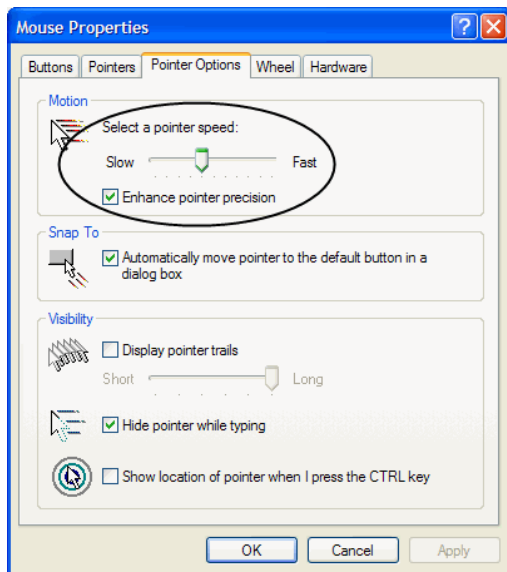 Mouse Properties
Buttons Pointers Pointer Options Wheel Hardware
Motion
Select a pointer speed:
Slow Fast
Enhance pointer precision
Snap To
Automatically move pointer to the default button in a
dialog box
Visibility
Display pointer trails
Short Long
Hide pointer while typing
Show location of pointer when I press the CTRL key
OK Cancel Apply